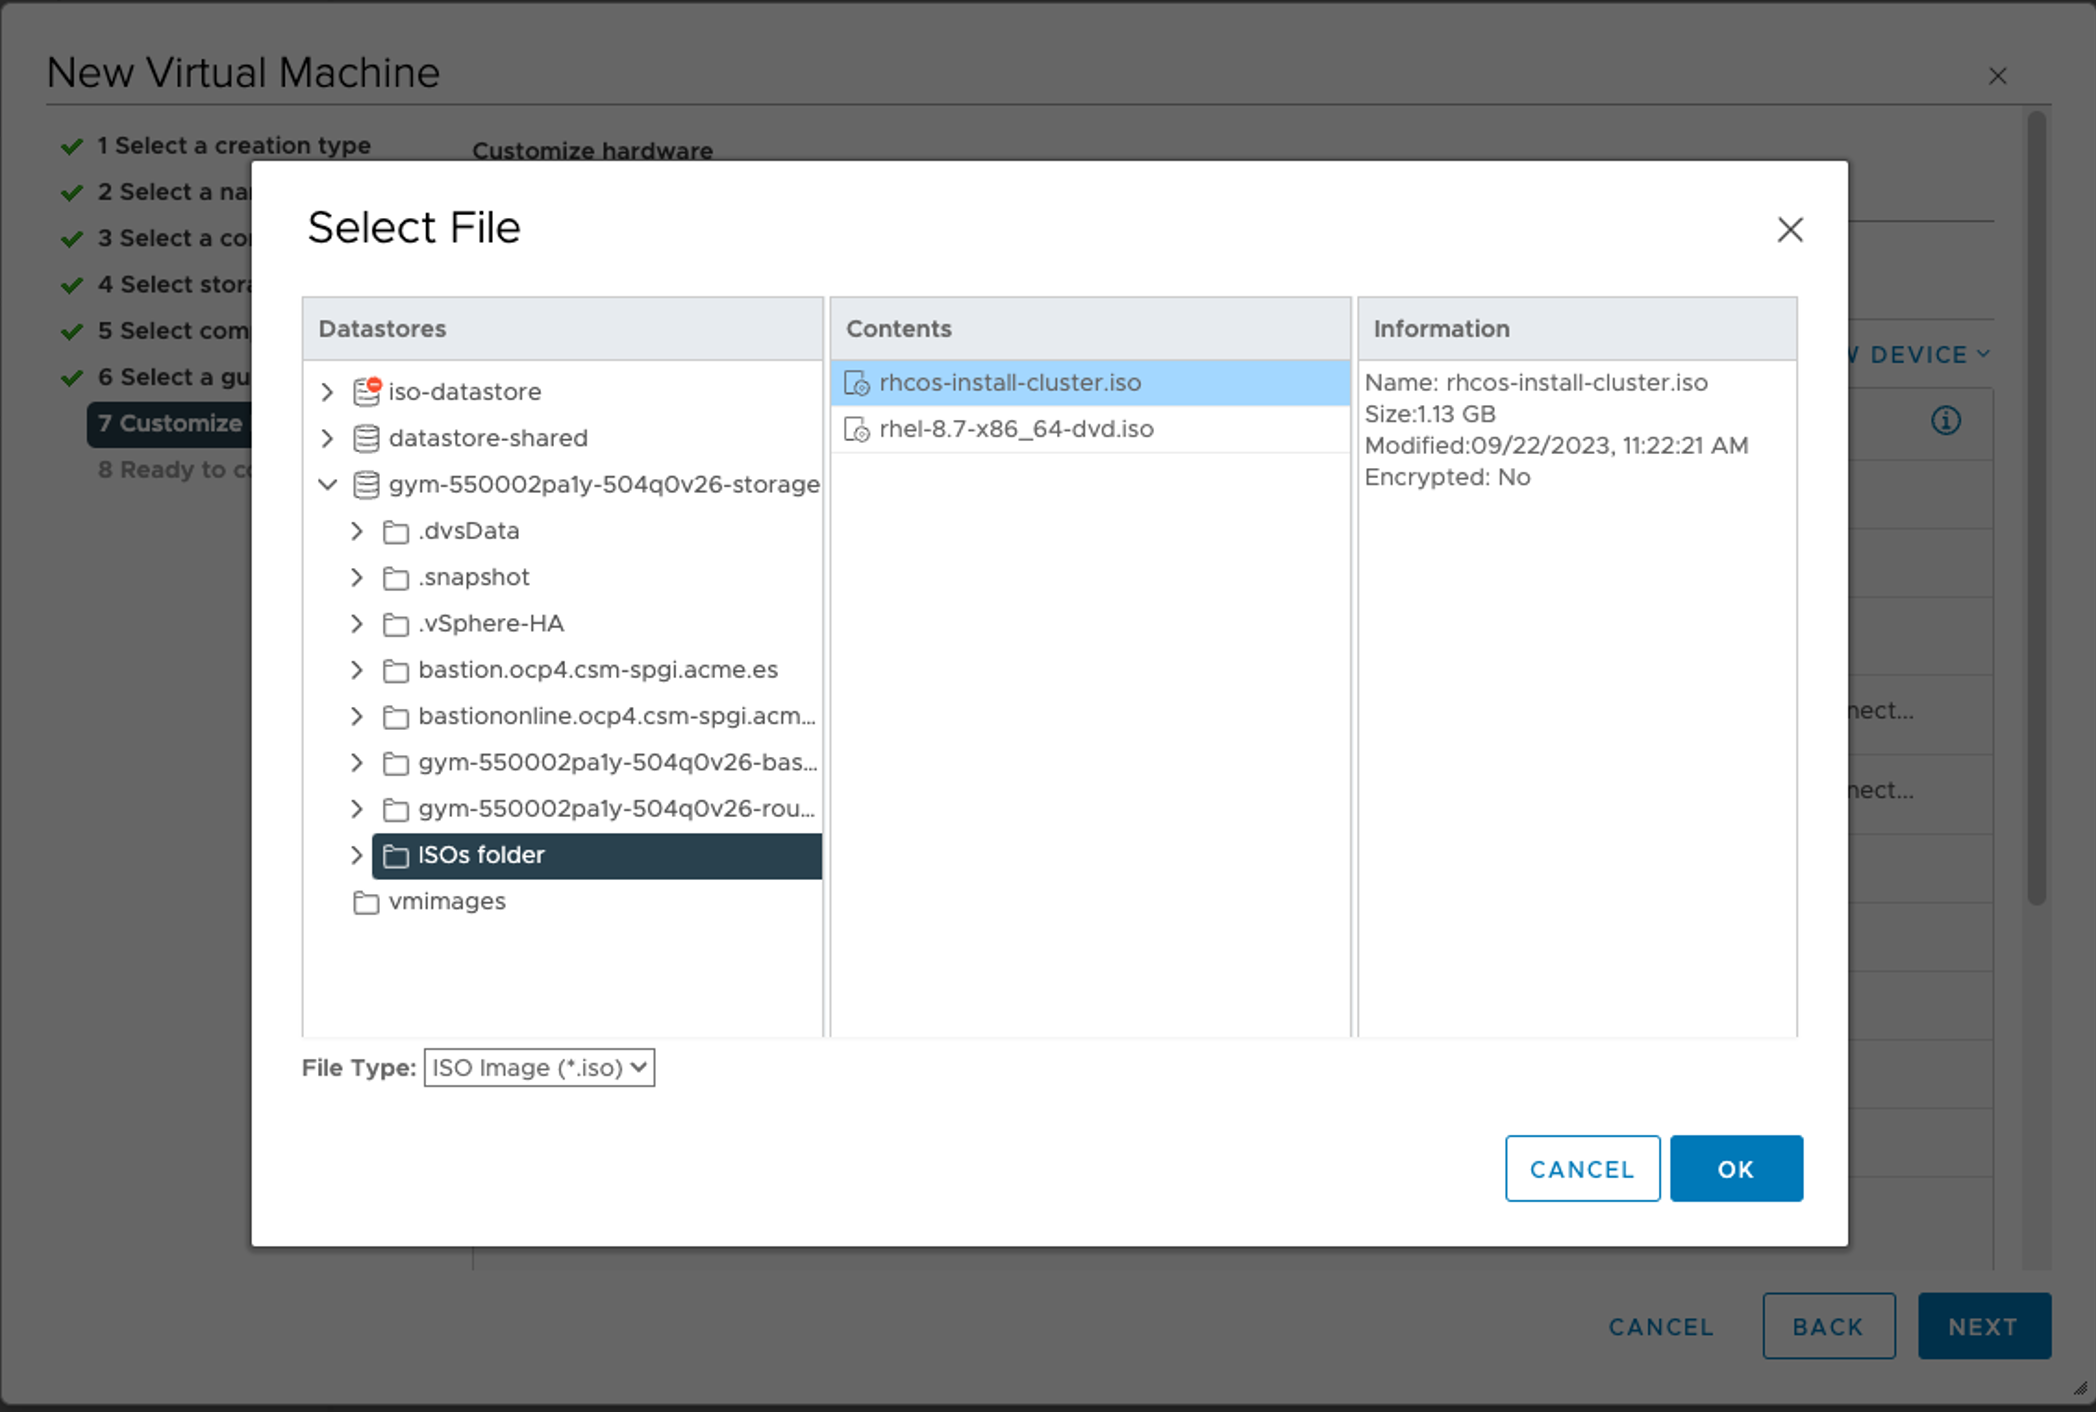 New Virtual Machine
1 Select a creation type
2 Select a na
3 Select a co
4 Select stor
5 Select com
6 Select a gu
7 Customize
8 Ready to c
Customize hardware
DEVICE
nect...
nect...
Select File
Datastores
iso-datastore
datastore-shared
gym-550002pa1y-504q0v26-storage
.dvsData
.snapshot
.vSphere-HA
bastion.ocp4.csm-spgi.acme.es
bastiononline.ocp4.csm-spgi.acm...
gym-550002pa1y-504q0v26-bas...
gym-550002pa1y-504q0v26-rou...
ISOs folder
vmimages
Contents
rhcos-install-cluster.iso
rhel-8.7-x86_64-dvd.iso
Information
Name: rhcos-install-cluster.iso
Size:1.13 GB
Modified:09/22/2023, 11:22:21 AM
Encrypted: No
File Type: ISO Image (*.iso)
CANCEL OK
CANCEL BACK NEXT